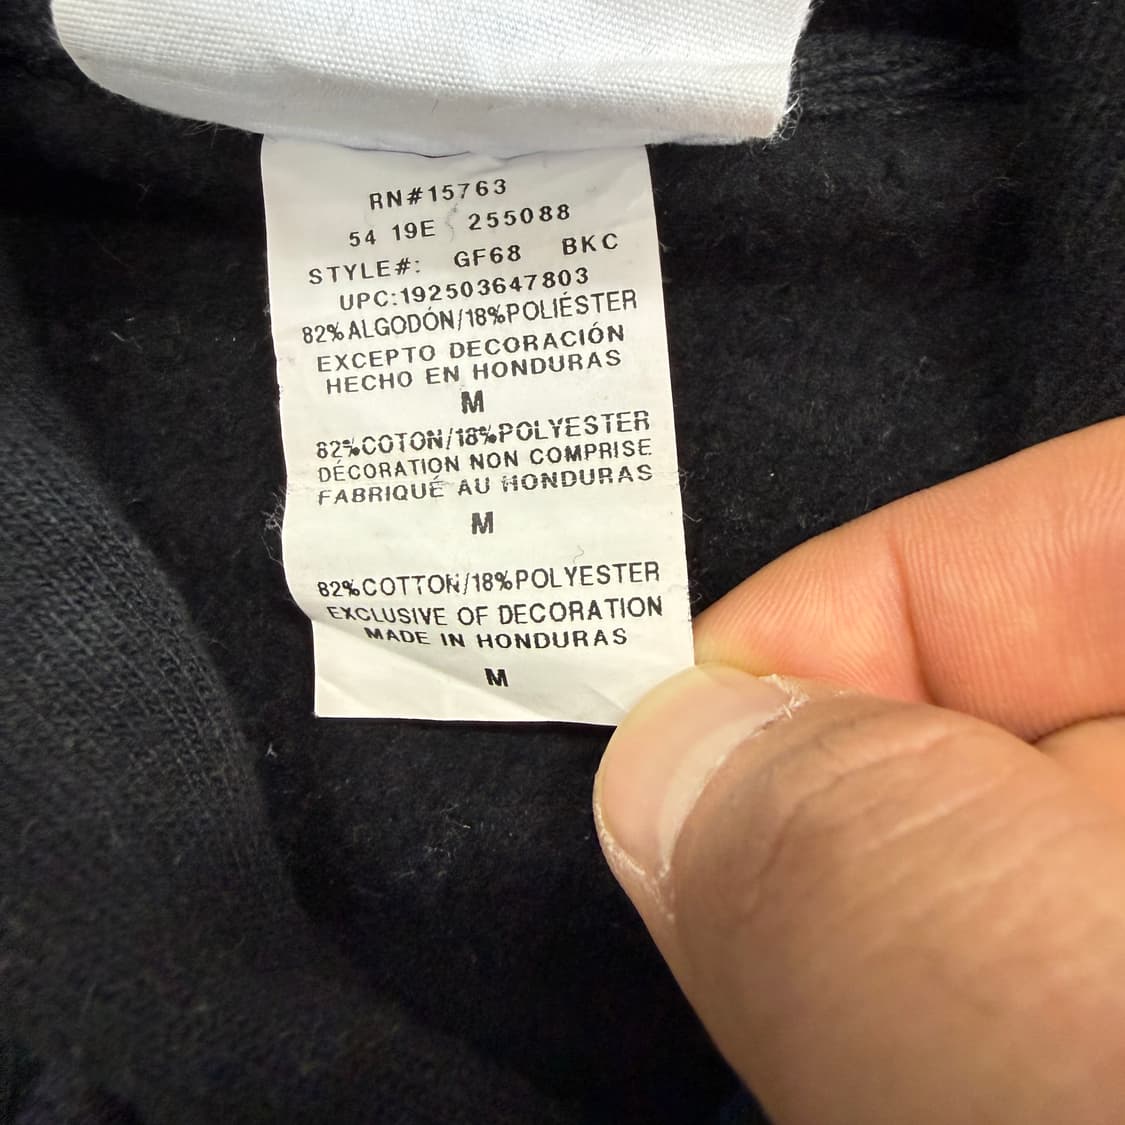 RN#15763
54 19E 255088
STYLE#: GF68 BKC
UPC:192503647803
82%ALGODÓN/18%POLIÉSTER
EXCEPTO DECORACIÓN
HECHO EN HONDURAS
M
82%COTON/18%POLYESTER
DÉCORATION NON COMPRISE
FABRIQUÉ AU HONDURAS
M
82%COTTON/18%POLYESTER
EXCLUSIVE OF DECORATION
MADE IN HONDURAS
M